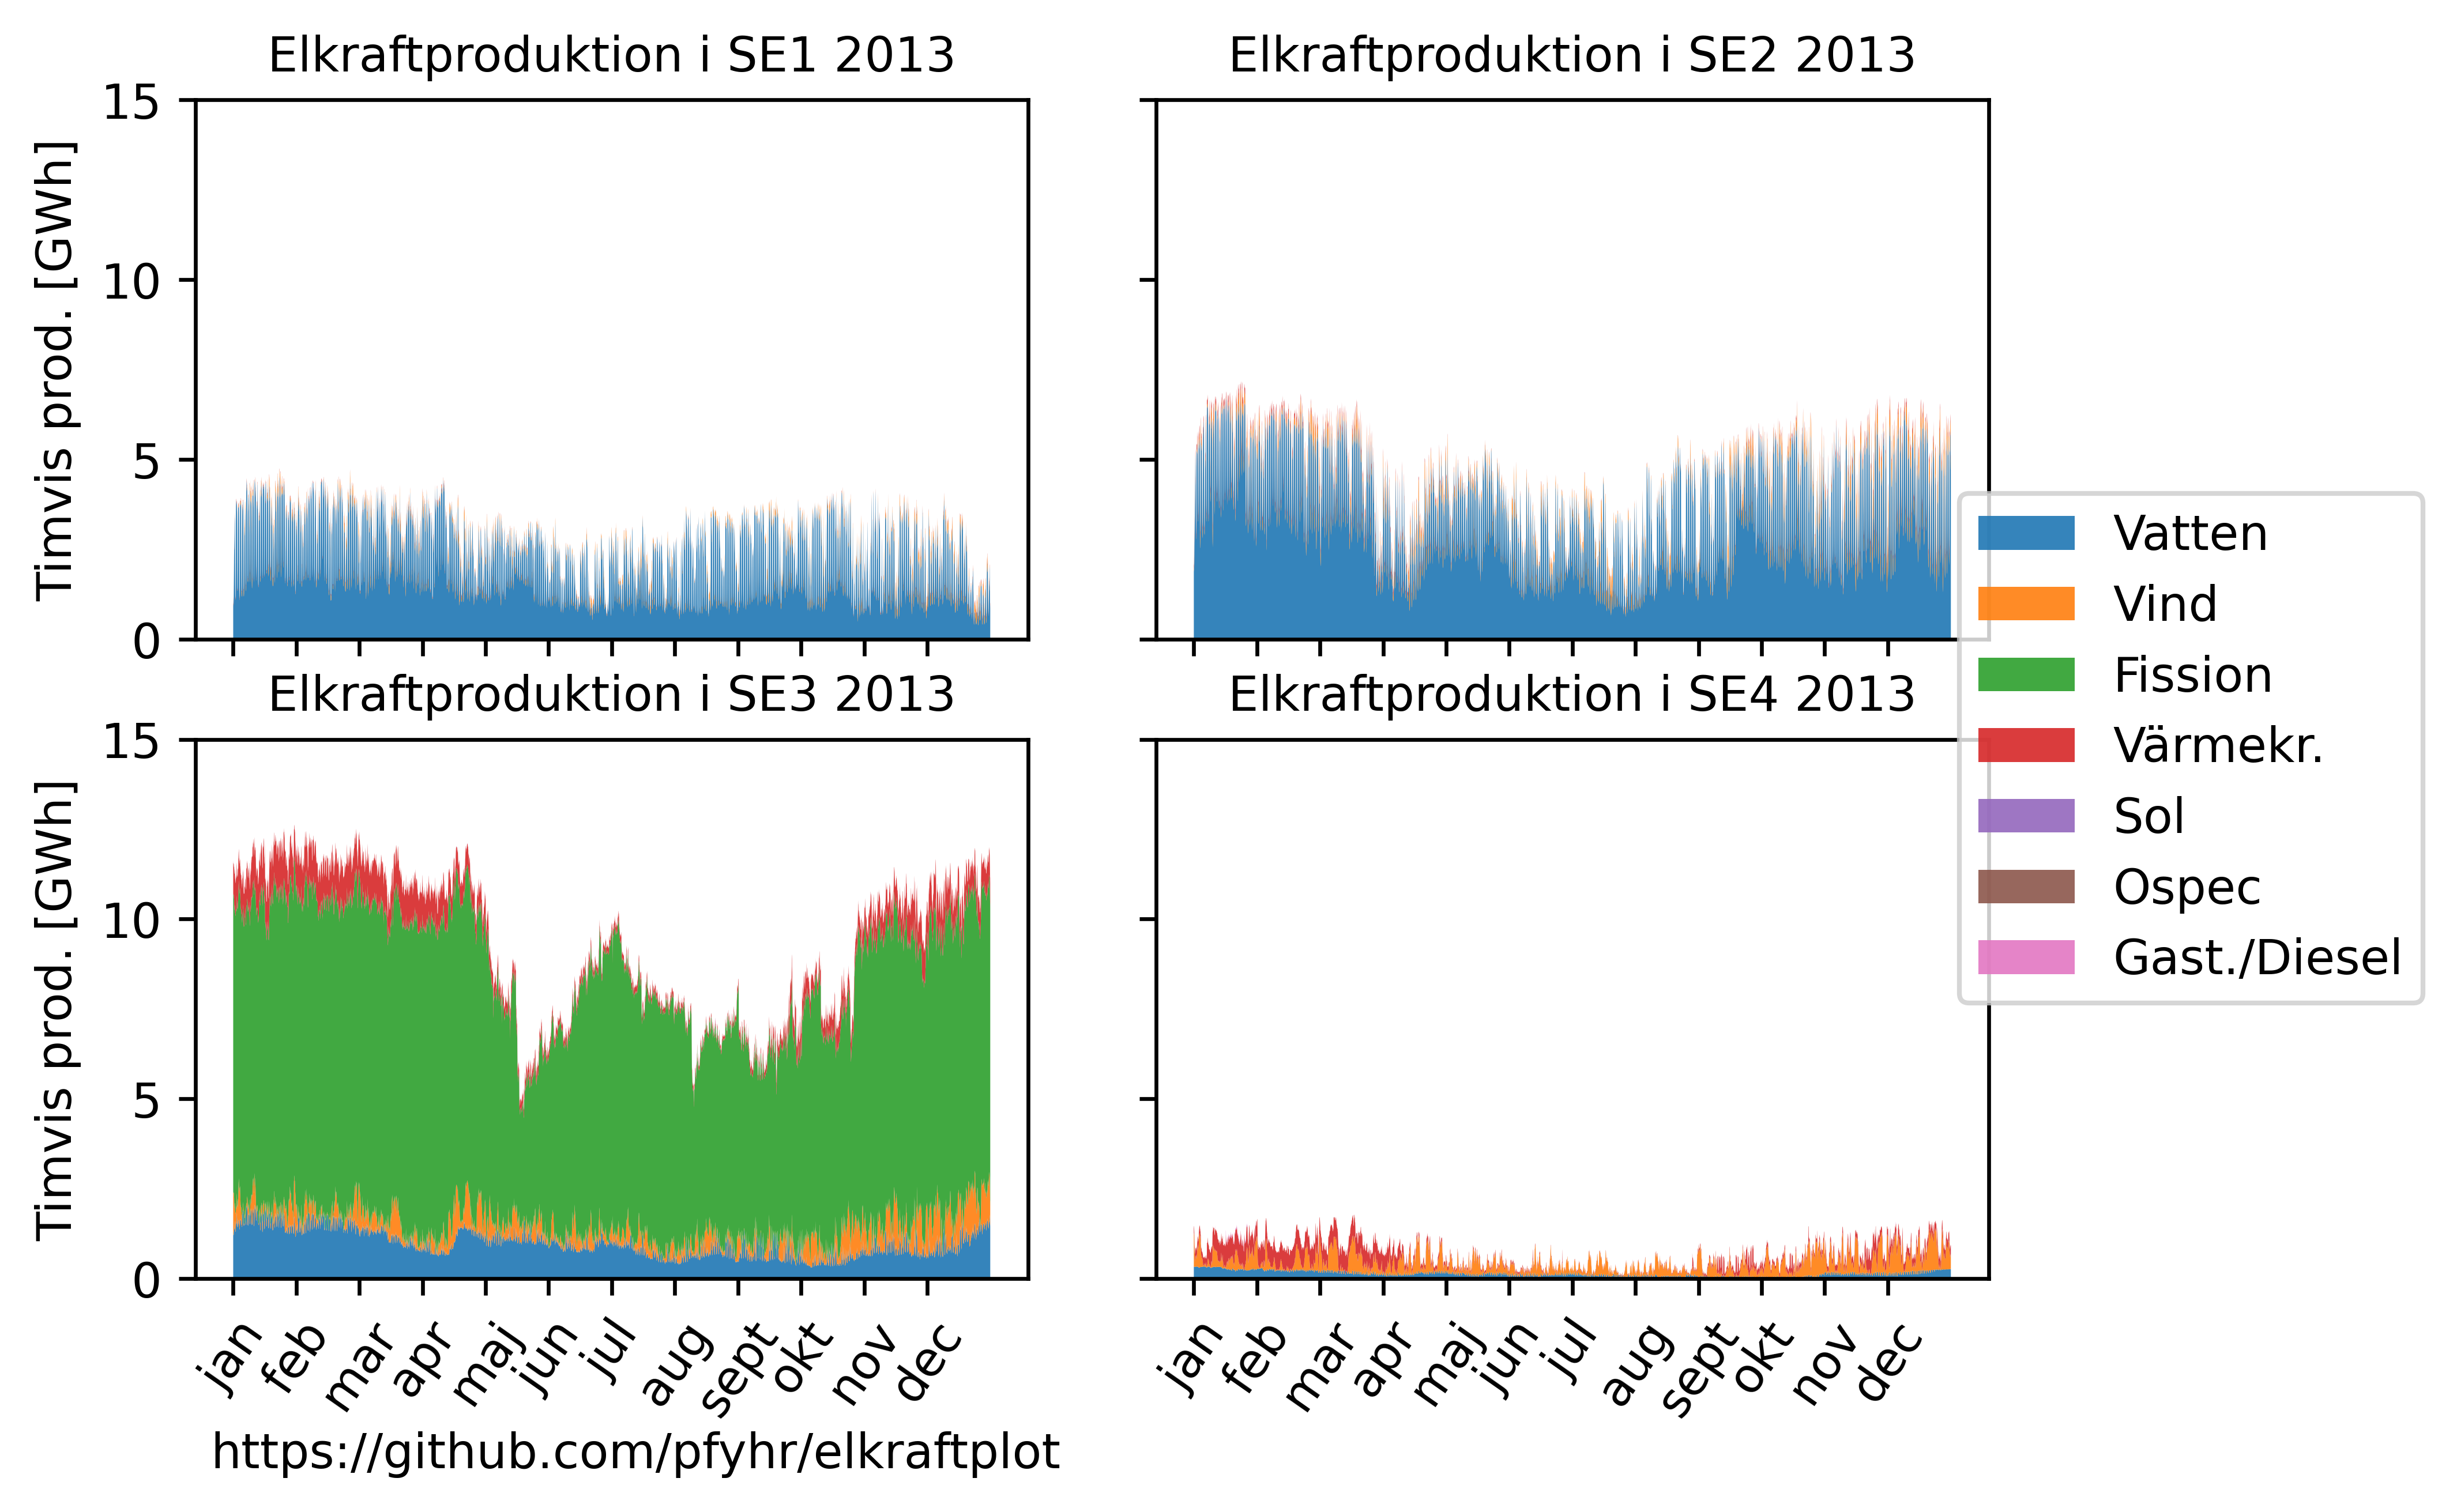 Elkraftproduktion i SE1 2013
Elkraftproduktion i SE2 2013
Timvis prod. [GWh]
15
10
5
0
Elkraftproduktion i SE3 2013
Elkraftproduktion i SE4 2013
Timvis prod. [GWh]
15
10
5
0
jan
feb
mar
apr
maj
jun
jul
aug
sept
okt
nov
dec
jan
feb
mar
apr
maj
jun
jul
aug
sept
okt
nov
dec
Vatten
Vind
Fission
Värmekr.
Sol
Ospec
Gast./Diesel
https://github.com/pfyhr/elkraftplot